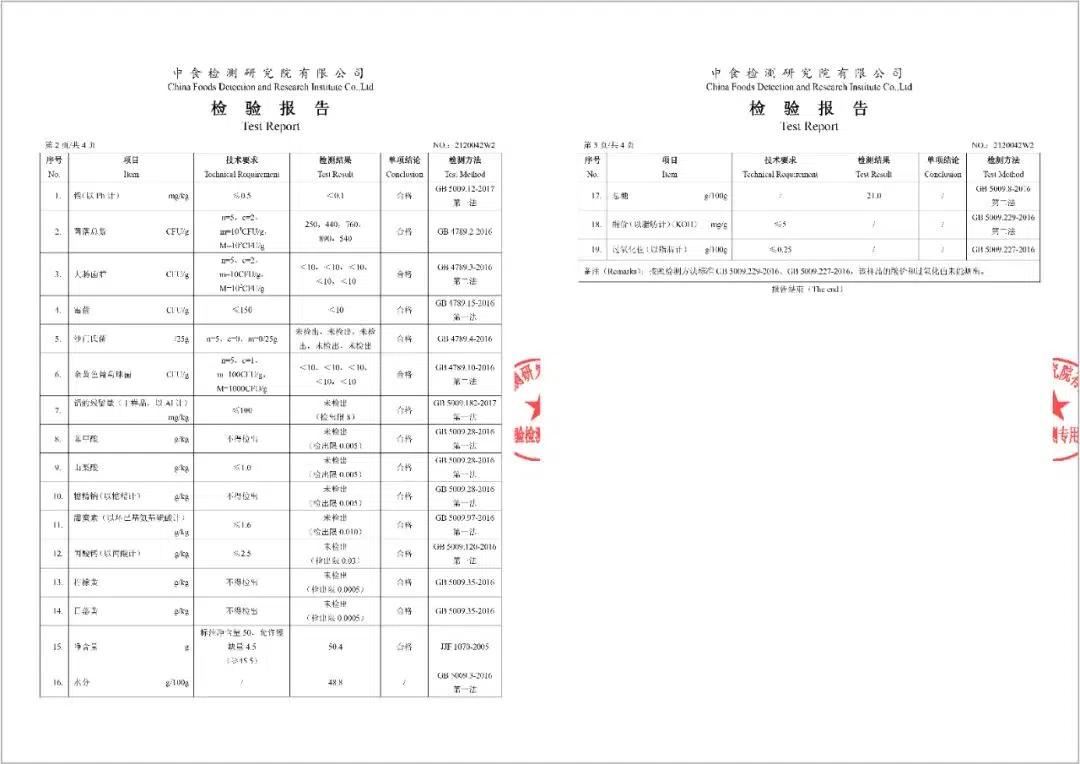 中食检测研究院有限公司
China Foods Detection and Research Institute Co.,Ltd
检 验 报 告
Test Report
第 2 页/共 4 页 NO.: 2120042W2
序号 项目 技术要求 检测结果 单项结论 检测方法
No. Item Technical Requirement Test Result Conclusion Test Method
1. 铅(以 Pb 计) mg/kg ≤0.5 <0.1 合格 GB 5009.12-2017 第一法
2. 菌落总数 CFU/g n=5，c=2， m=10⁴CFU/g， M=10⁵CFU/g 250，440，760， 890，540 合格 GB 4789.2-2016
3. 大肠菌群 CFU/g n=5，c=2， m=10CFU/g， M=10²CFU/g <10，<10，<10， <10，<10 合格 GB 4789.3-2016 第二法
4. 霉菌 CFU/g ≤150 <10 合格 GB 4789.15-2016 第一法
5. 沙门氏菌 /25g n=5，c=0，m=0/25g 未检出，未检出，未检出，未检出，未检出 合格 GB 4789.4-2016
6. 金黄色葡萄球菌 CFU/g n=5，c=1， m=100CFU/g， M=1000CFU/g <10，<10，<10， <10，<10 合格 GB 4789.10-2016 第二法
7. 铝的残留量（干样品，以 Al 计） mg/kg ≤100 未检出 （检出限 8） 合格 GB 5009.182-2017 第一法
8. 苯甲酸 g/kg 不得检出 未检出 （检出限 0.005） 合格 GB 5009.28-2016 第一法
9. 山梨酸 g/kg ≤1.0 未检出 （检出限 0.005） 合格 GB 5009.28-2016 第一法
10. 糖精钠（以糖精计） g/kg 不得检出 未检出 （检出限 0.005） 合格 GB 5009.28-2016 第一法
11. 甜蜜素（以环己基氨基磺酸计） g/kg ≤1.6 未检出 （检出限 0.010） 合格 GB 5009.97-2016 第一法
12. 丙酸钙（以丙酸计） g/kg ≤2.5 未检出 （检出限 0.03） 合格 GB 5009.120-2016 第一法
13. 柠檬黄 g/kg 不得检出 未检出 （检出限 0.0005） 合格 GB 5009.35-2016
14. 日落黄 g/kg 不得检出 未检出 （检出限 0.0005） 合格 GB 5009.35-2016
15. 净含量 g 标注净含量 50，允许短缺量 4.5 （≥45.5） 50.4 合格 JJF 1070-2005
16. 水分 g/100g / 48.8 / GB 5009.3-2016 第一法
中食检测研究院有限公司
China Foods Detection and Research Institute Co.,Ltd
检 验 报 告
Test Report
第 3 页/共 4 页 NO.: 2120042W2
序号 项目 技术要求 检测结果 单项结论 检测方法
No. Item Technical Requirement Test Result Conclusion Test Method
17. 总糖 g/100g / 21.0 / GB 5009.8-2016 第二法
18. 酸价（以脂肪计）（KOH） mg/g ≤5 / / GB 5009.229-2016 第二法
19. 过氧化值（以脂肪计） g/100g ≤0.25 / / GB 5009.227-2016
备注（Remarks）：按照检测方法标准 GB 5009.229-2016、GB 5009.227-2016，该样品的酸价和过氧化值未能测出。
报告结束（The end）
测研究
验检测
究院有
测专用